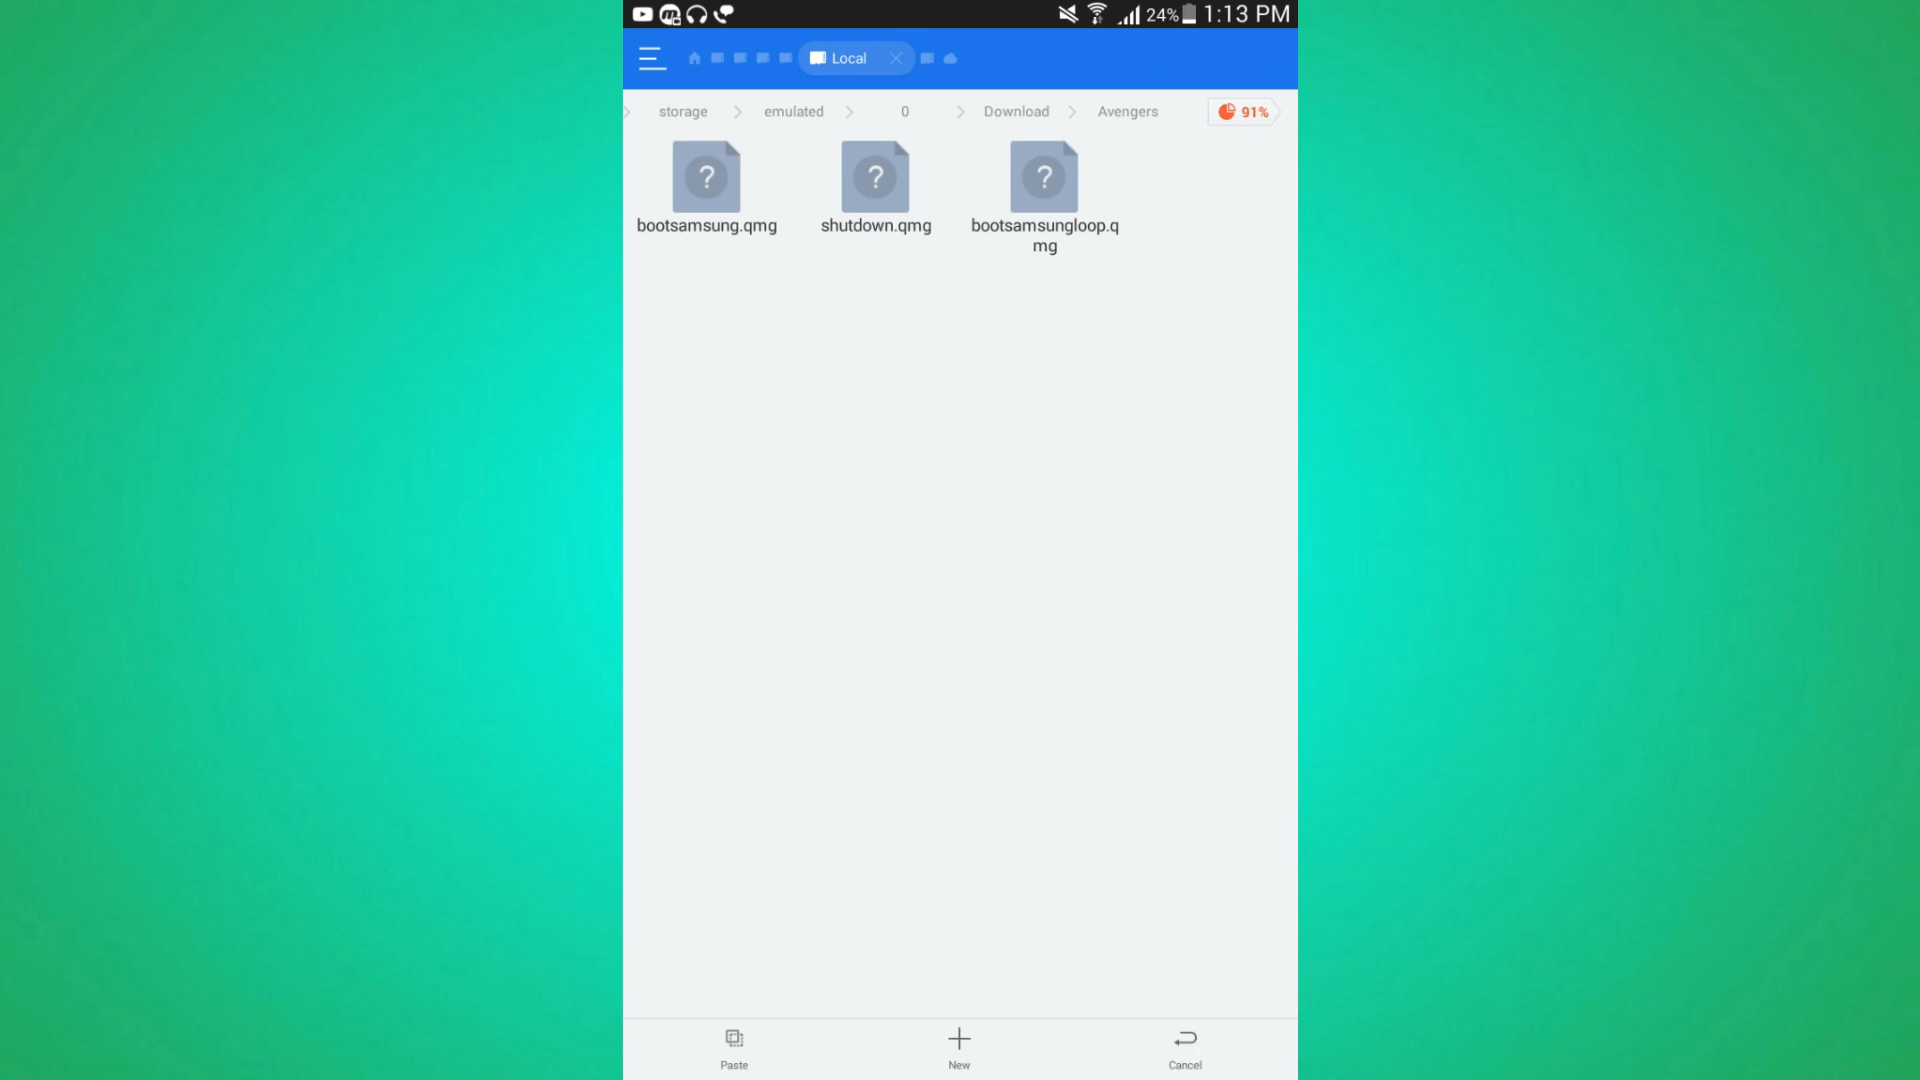 24% 1:13 PM
Local
storage emulated 0 Download Avengers 91%
bootsamsung.qmg shutdown.qmg bootsamsungloop.q
mg
Paste New Cancel